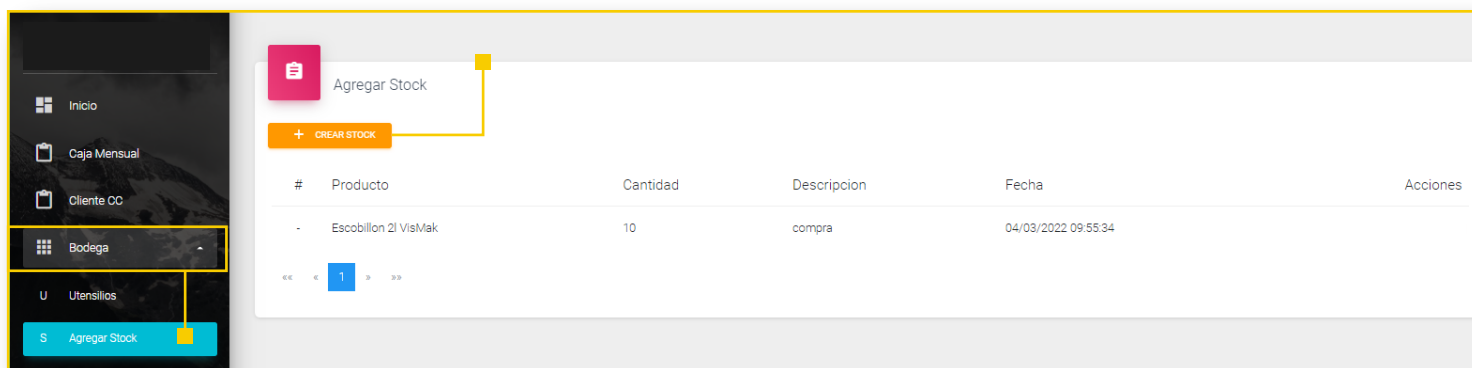 Inicio
Caja Mensual
Cliente CC
Bodega
U Utensilios
S Agregar Stock
Agregar Stock
+ CREAR STOCK
# Producto Cantidad Descripcion Fecha Acciones
- Escobillon 2l VisMak 10 compra 04/03/2022 09:55:34
«« « 1 » »»